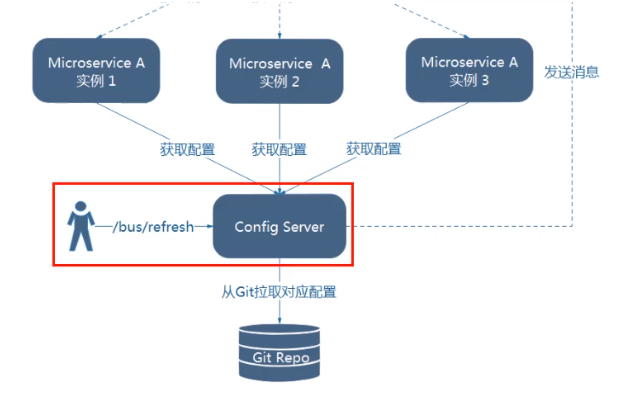 Microservice A
实例 1
Microservice A
实例 2
Microservice A
实例 3
发送消息
获取配置
获取配置
获取配置
/bus/refresh
Config Server
从Git拉取对应配置
Git Repo